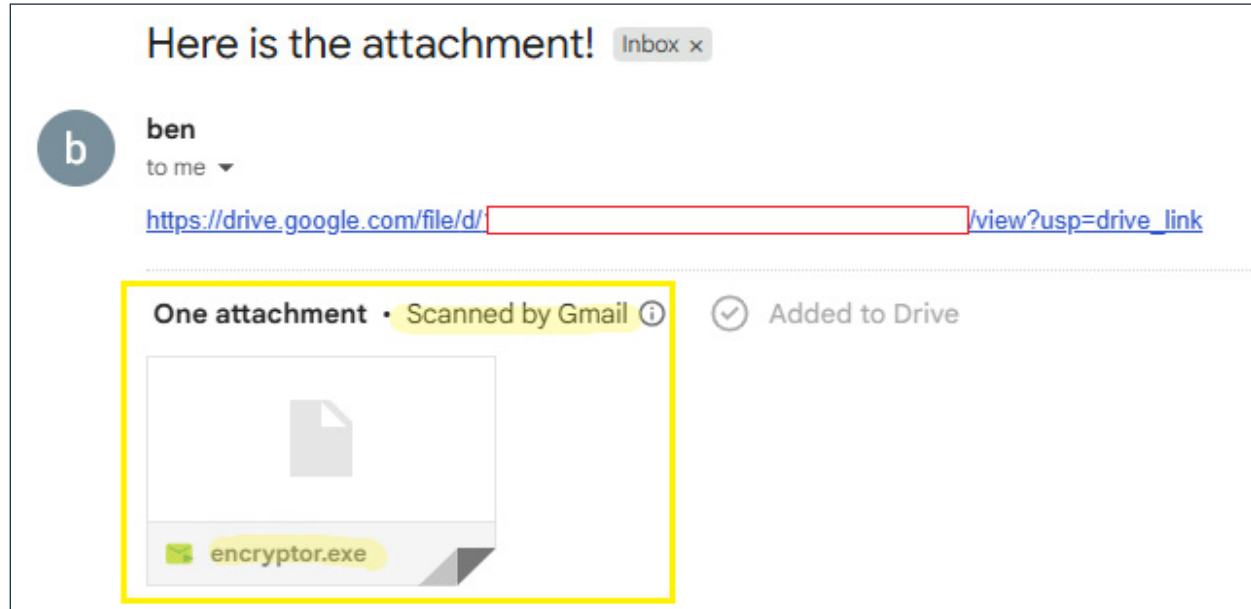 Here is the attachment! Inbox x
b
ben
to me
https://drive.google.com/file/d/ /view?usp=drive_link
One attachment • Scanned by Gmail Added to Drive
encryptor.exe